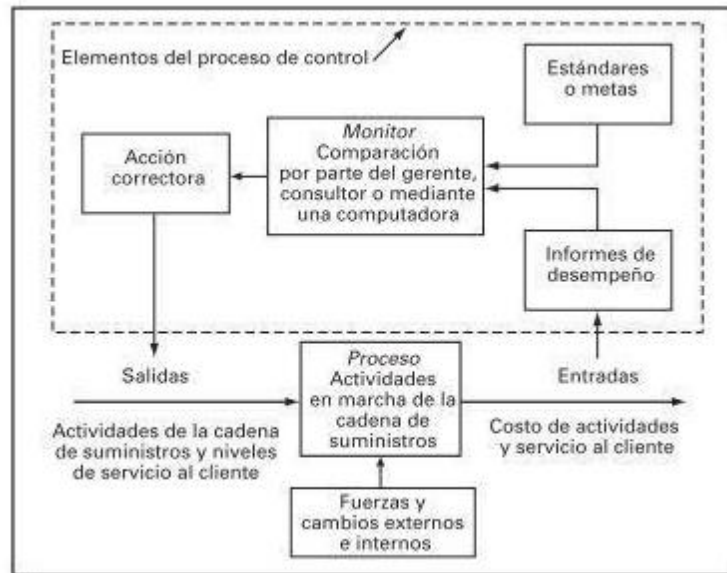 Elementos del proceso de control
Estándares
o metas
Monitor
Comparación
por parte del gerente,
consultor o mediante
una computadora
Acción
correctora
Informes de
desempeño
Salidas
Proceso
Actividades
en marcha de la
cadena de
suministros
Entradas
Actividades de la cadena
de suministros y niveles
de servicio al cliente
Costo de actividades
y servicio al cliente
Fuerzas y
cambios externos
e internos